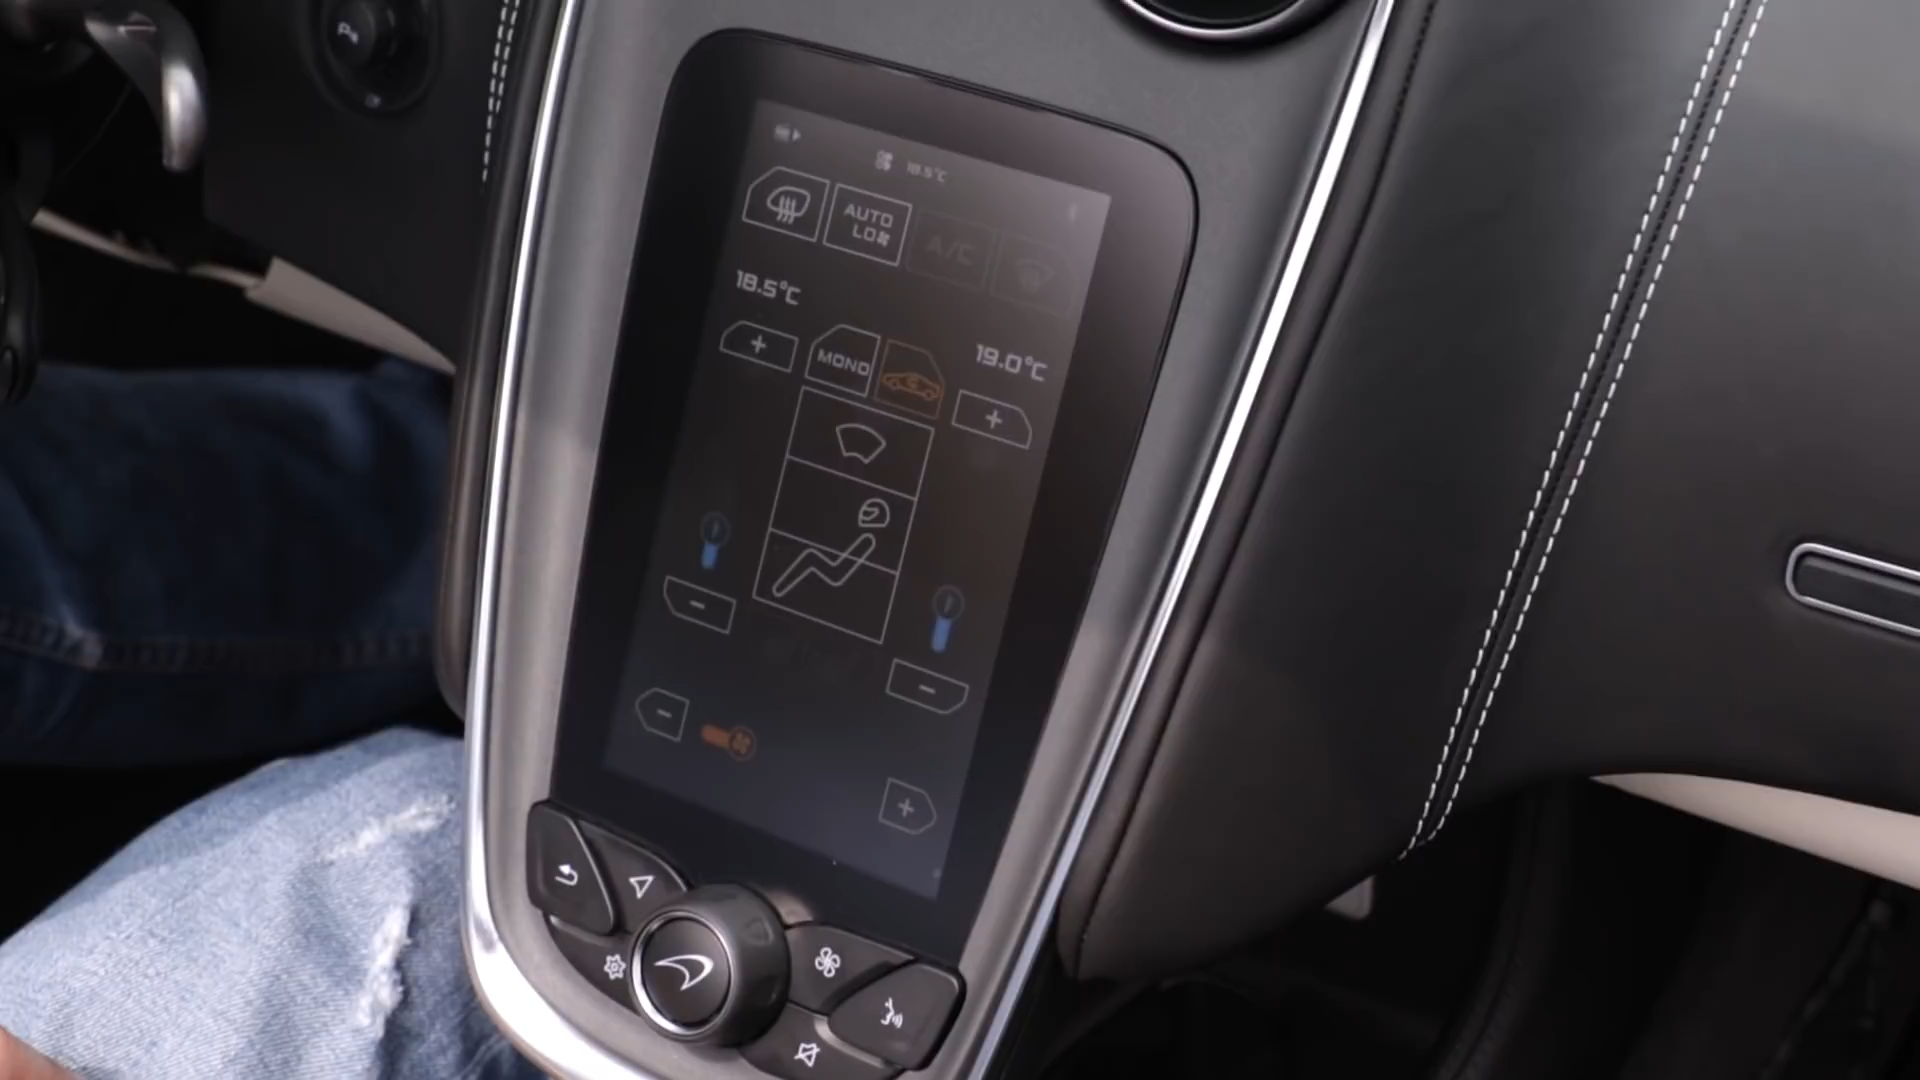 18.5°C
AUTO
LO
A/C
18.5°C
MONO
19.0°C
+
+
-
-
-
+